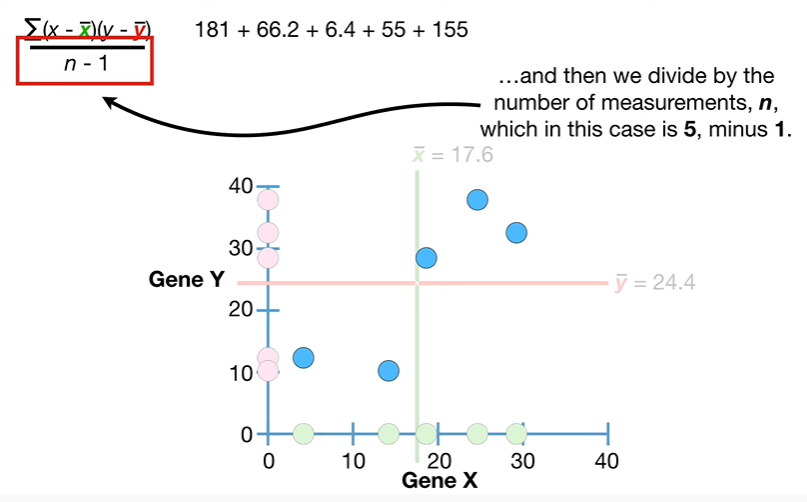 ∑(x - x̄)(y - ȳ)
n - 1
181 + 66.2 + 6.4 + 55 + 155
...and then we divide by the
number of measurements, n,
which in this case is 5, minus 1.
x̄ = 17.6
40
30
Gene Y
ȳ = 24.4
20
10
0
0 10 20 30 40
Gene X